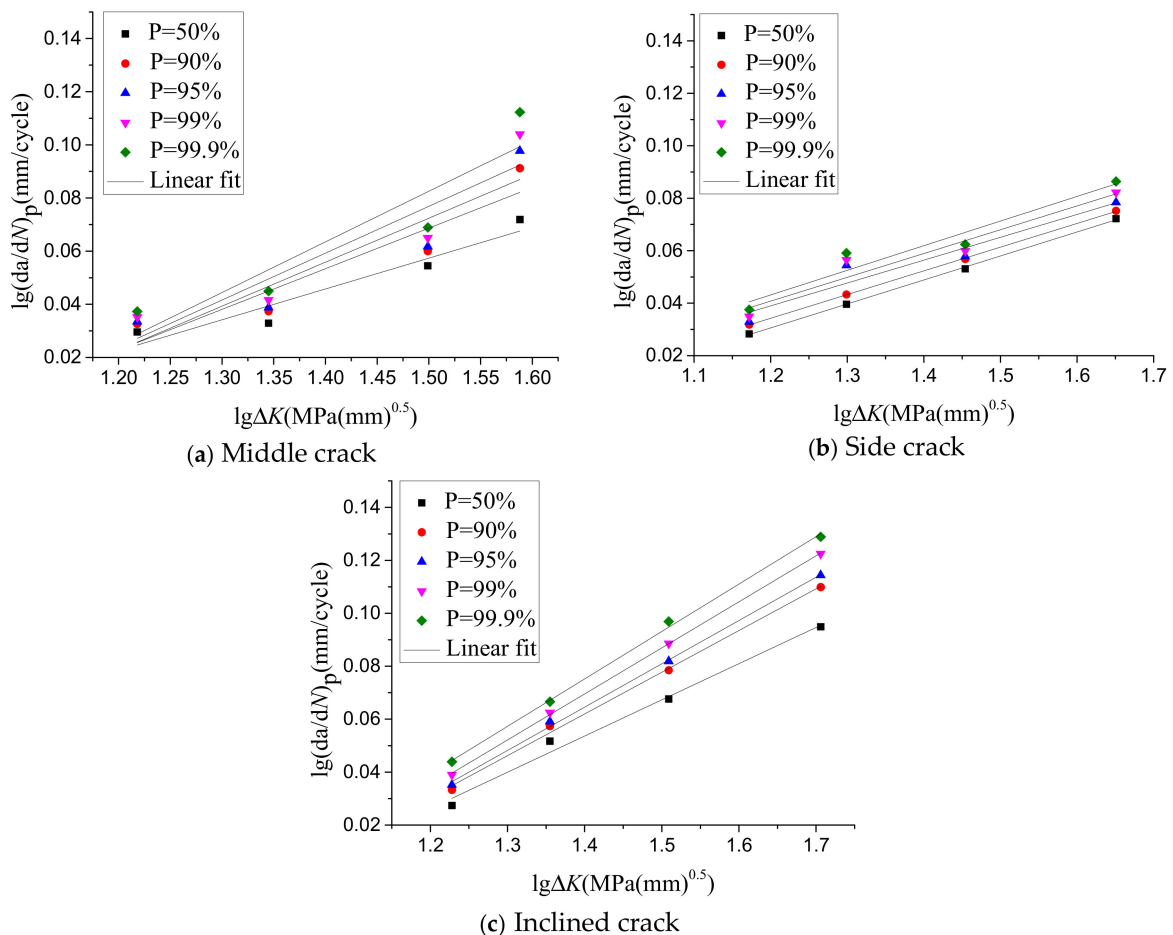 0.14
0.12
0.10
0.08
0.06
0.04
0.02
lg(da/dN)p(mm/cycle)
P=50%
P=90%
P=95%
P=99%
P=99.9%
Linear fit
1.20 1.25 1.30 1.35 1.40 1.45 1.50 1.55 1.60
lgΔK(MPa(mm)^0.5)
(a) Middle crack
0.14
0.12
0.10
0.08
0.06
0.04
0.02
lg(da/dN)p(mm/cycle)
P=50%
P=90%
P=95%
P=99%
P=99.9%
Linear fit
1.1 1.2 1.3 1.4 1.5 1.6 1.7
lgΔK(MPa(mm)^0.5)
(b) Side crack
0.14
0.12
0.10
0.08
0.06
0.04
0.02
lg(da/dN)p(mm/cycle)
P=50%
P=90%
P=95%
P=99%
P=99.9%
Linear fit
1.2 1.3 1.4 1.5 1.6 1.7
lgΔK(MPa(mm)^0.5)
(c) Inclined crack